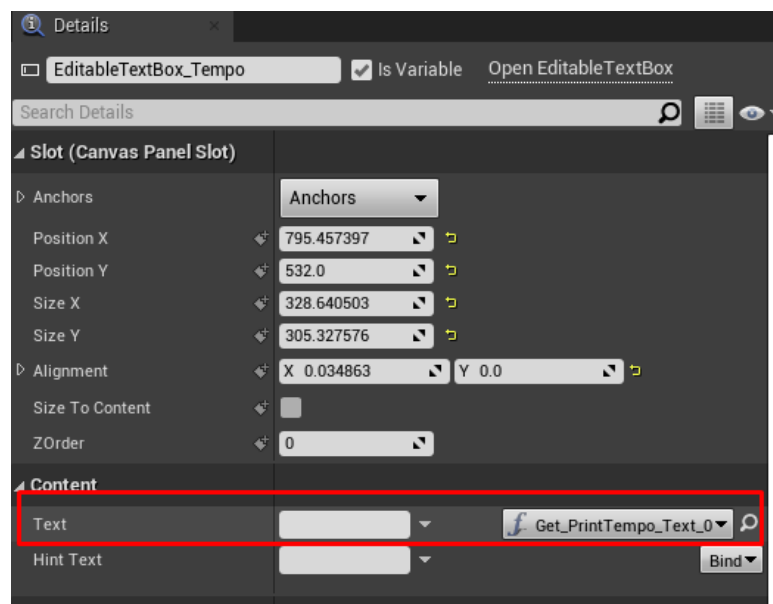 Details
EditableTextBox_Tempo Is Variable Open EditableTextBox
Search Details
Slot (Canvas Panel Slot)
Anchors Anchors
Position X 795.457397
Position Y 532.0
Size X 328.640503
Size Y 305.327576
Alignment X 0.034863 Y 0.0
Size To Content
ZOrder 0
Content
Text Get_PrintTempo_Text_0
Hint Text Bind